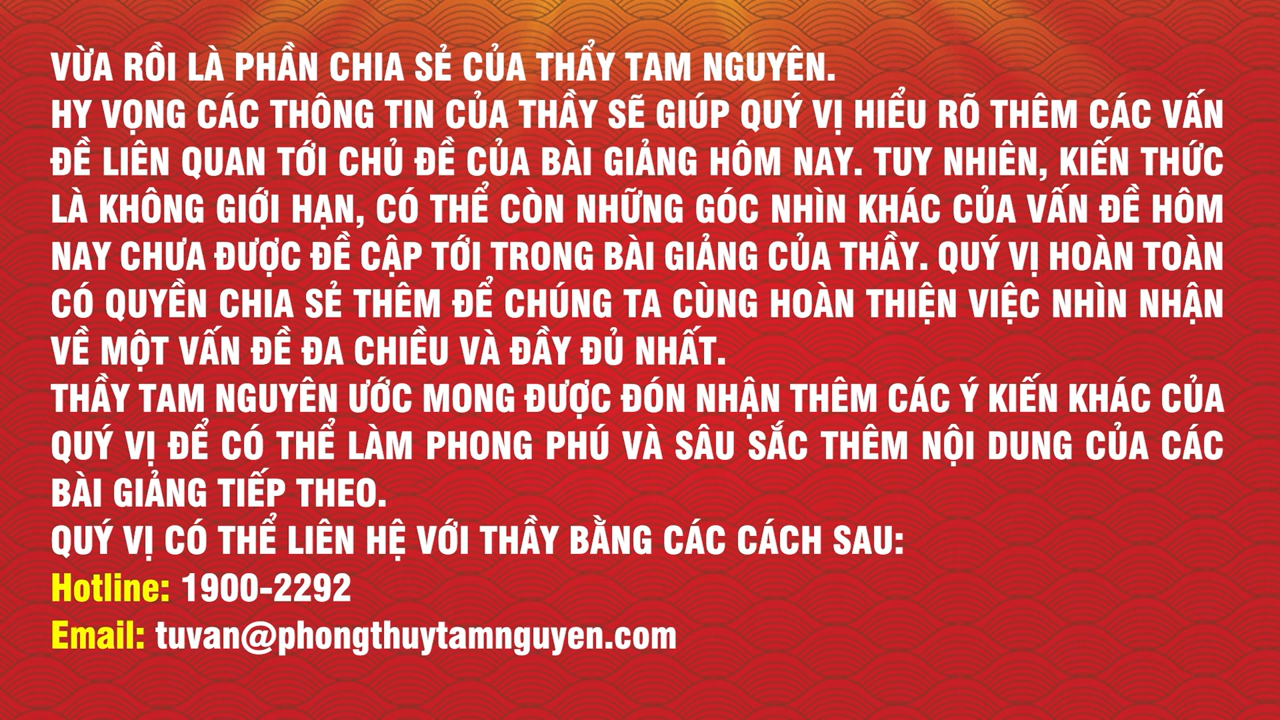 VỪA RỒI LÀ PHẦN CHIA SẺ CỦA THẨY TAM NGUYÊN.
HY VỌNG CÁC THÔNG TIN CỦA THẦY SẼ GIÚP QUÝ VỊ HIỂU RÕ THÊM CÁC VẤN
ĐỀ LIÊN QUAN TỚI CHỦ ĐỀ CỦA BÀI GIẢNG HÔM NAY. TUY NHIÊN, KIẾN THỨC
LÀ KHÔNG GIỚI HẠN, CÓ THỂ CÒN NHỮNG GÓC NHÌN KHÁC CỦA VẤN ĐỀ HÔM
NAY CHƯA ĐƯỢC ĐỀ CẬP TỚI TRONG BÀI GIẢNG CỦA THẦY. QUÝ VỊ HOÀN TOÀN
CÓ QUYỀN CHIA SẺ THÊM ĐỂ CHÚNG TA CÙNG HOÀN THIỆN VIỆC NHÌN NHẬN
VỀ MỘT VẤN ĐỀ ĐA CHIỀU VÀ ĐẦY ĐỦ NHẤT.
THẦY TAM NGUYÊN ƯỚC MONG ĐƯỢC ĐÓN NHẬN THÊM CÁC Ý KIẾN KHÁC CỦA
QUÝ VỊ ĐỂ CÓ THỂ LÀM PHONG PHÚ VÀ SÂU SẮC THÊM NỘI DUNG CỦA CÁC
BÀI GIẢNG TIẾP THEO.
QUÝ VỊ CÓ THỂ LIÊN HỆ VỚI THẦY BẰNG CÁC CÁCH SAU:
Hotline: 1900-2292
Email: tuvan@phongthuytamnguyen.com